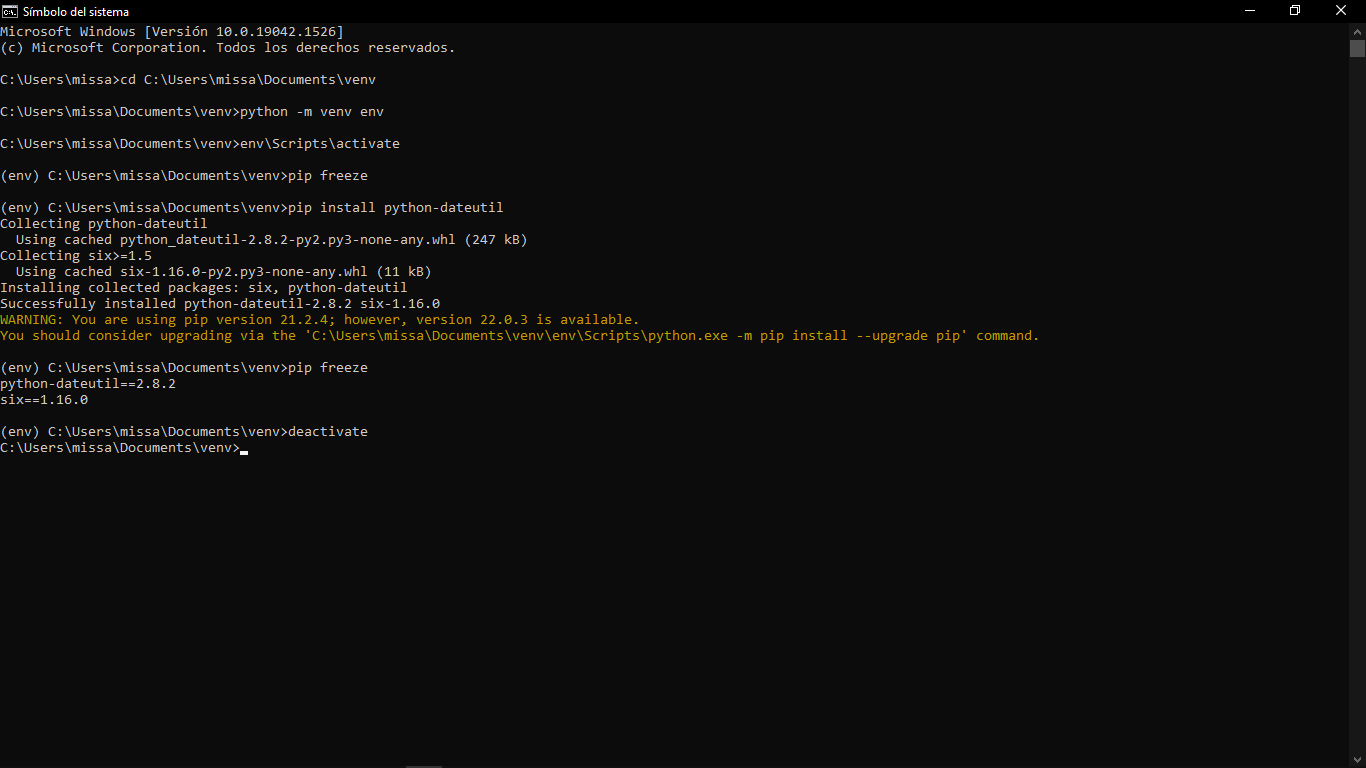 Símbolo del sistema
Microsoft Windows [Versión 10.0.19042.1526]
(c) Microsoft Corporation. Todos los derechos reservados.
C:\Users\missa>cd C:\Users\missa\Documents\venv
C:\Users\missa\Documents\venv>python -m venv env
C:\Users\missa\Documents\venv>env\Scripts\activate
(env) C:\Users\missa\Documents\venv>pip freeze
(env) C:\Users\missa\Documents\venv>pip install python-dateutil
Collecting python-dateutil
  Using cached python_dateutil-2.8.2-py2.py3-none-any.whl (247 kB)
Collecting six>=1.5
  Using cached six-1.16.0-py2.py3-none-any.whl (11 kB)
Installing collected packages: six, python-dateutil
Successfully installed python-dateutil-2.8.2 six-1.16.0
WARNING: You are using pip version 21.2.4; however, version 22.0.3 is available.
You should consider upgrading via the 'C:\Users\missa\Documents\venv\env\Scripts\python.exe -m pip install --upgrade pip' command.
(env) C:\Users\missa\Documents\venv>pip freeze
python-dateutil==2.8.2
six==1.16.0
(env) C:\Users\missa\Documents\venv>deactivate
C:\Users\missa\Documents\venv>